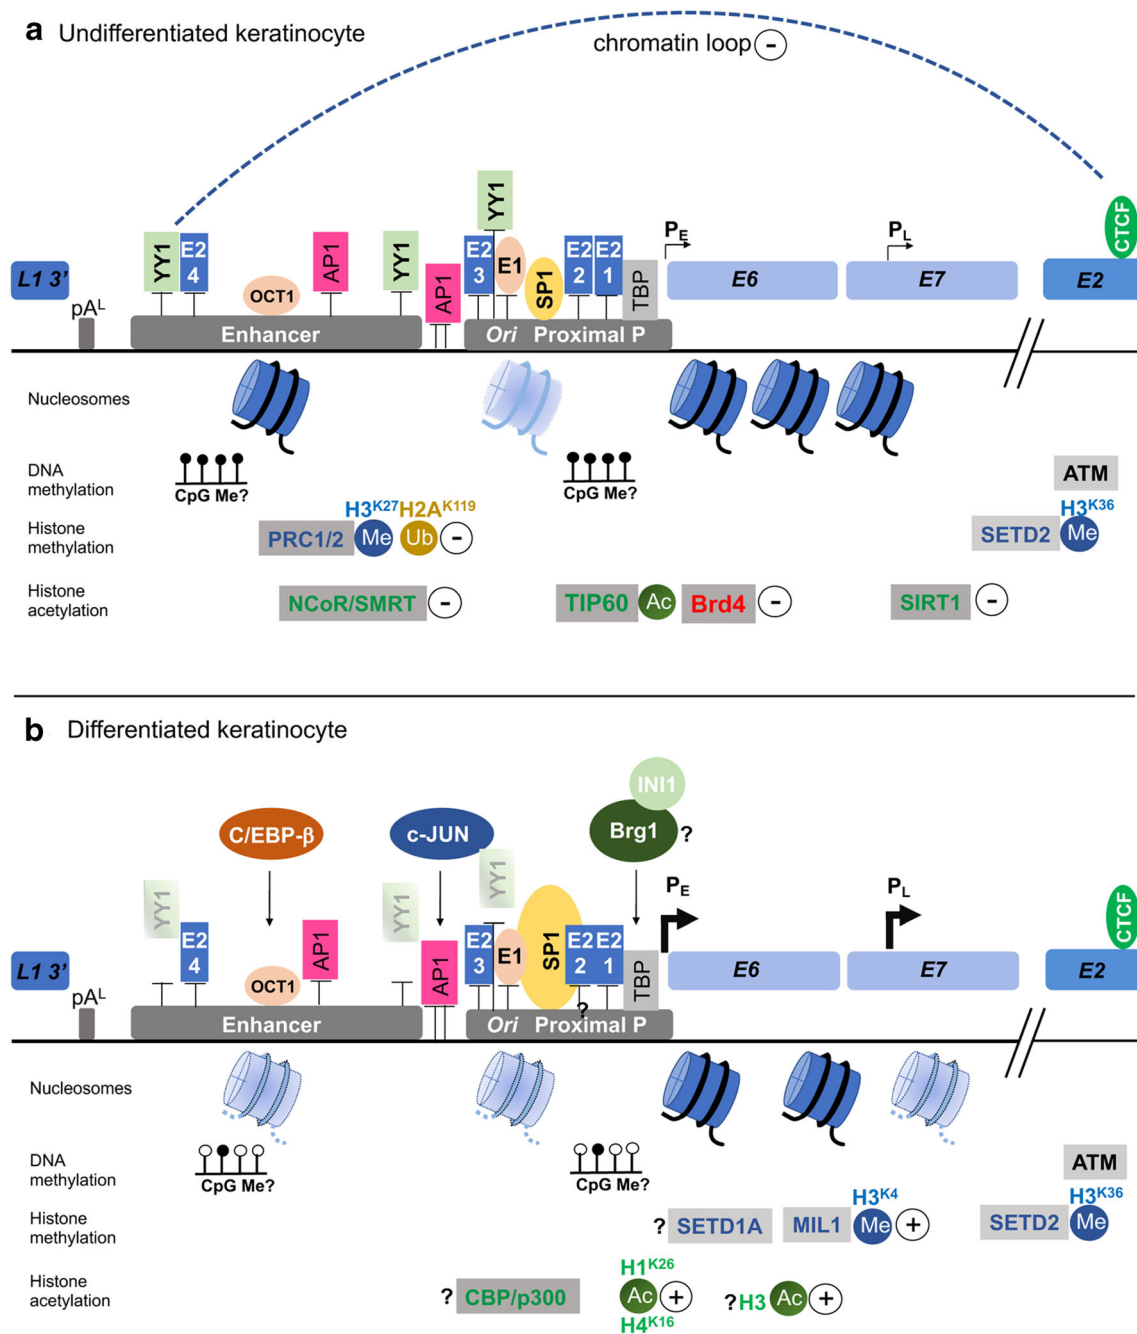 a Undifferentiated keratinocyte
chromatin loop -
YY1
E2
4
OCT1
AP1
YY1
AP1
E2
3
YY1
E1
SP1
E2
2
E2
1
TBP
PE
PL
CTCF
L1 3'
pAL
E6
E7
E2
Enhancer
Ori Proximal P
Nucleosomes
DNA
methylation
CpG Me?
CpG Me?
ATM
Histone
methylation
H3K27 H2AK119
PRC1/2 Me Ub -
H3K36
SETD2 Me
Histone
acetylation
NCoR/SMRT -
TIP60 Ac Brd4 -
SIRT1 -
b Differentiated keratinocyte
INI1
C/EBP-β
c-JUN
Brg1 ?
YY1
E2
4
OCT1
AP1
YY1
AP1
E2
3
YY1
E1
SP1
E2
2
?
E2
1
TBP
PE
PL
CTCF
L1 3'
pAL
E6
E7
E2
Enhancer
Ori Proximal P
Nucleosomes
DNA
methylation
CpG Me?
CpG Me?
ATM
Histone
methylation
? SETD1A
H3K4
MIL1 Me +
H3K36
SETD2 Me
Histone
acetylation
? CBP/p300
H1K26
Ac +
H4K16
?H3 Ac +